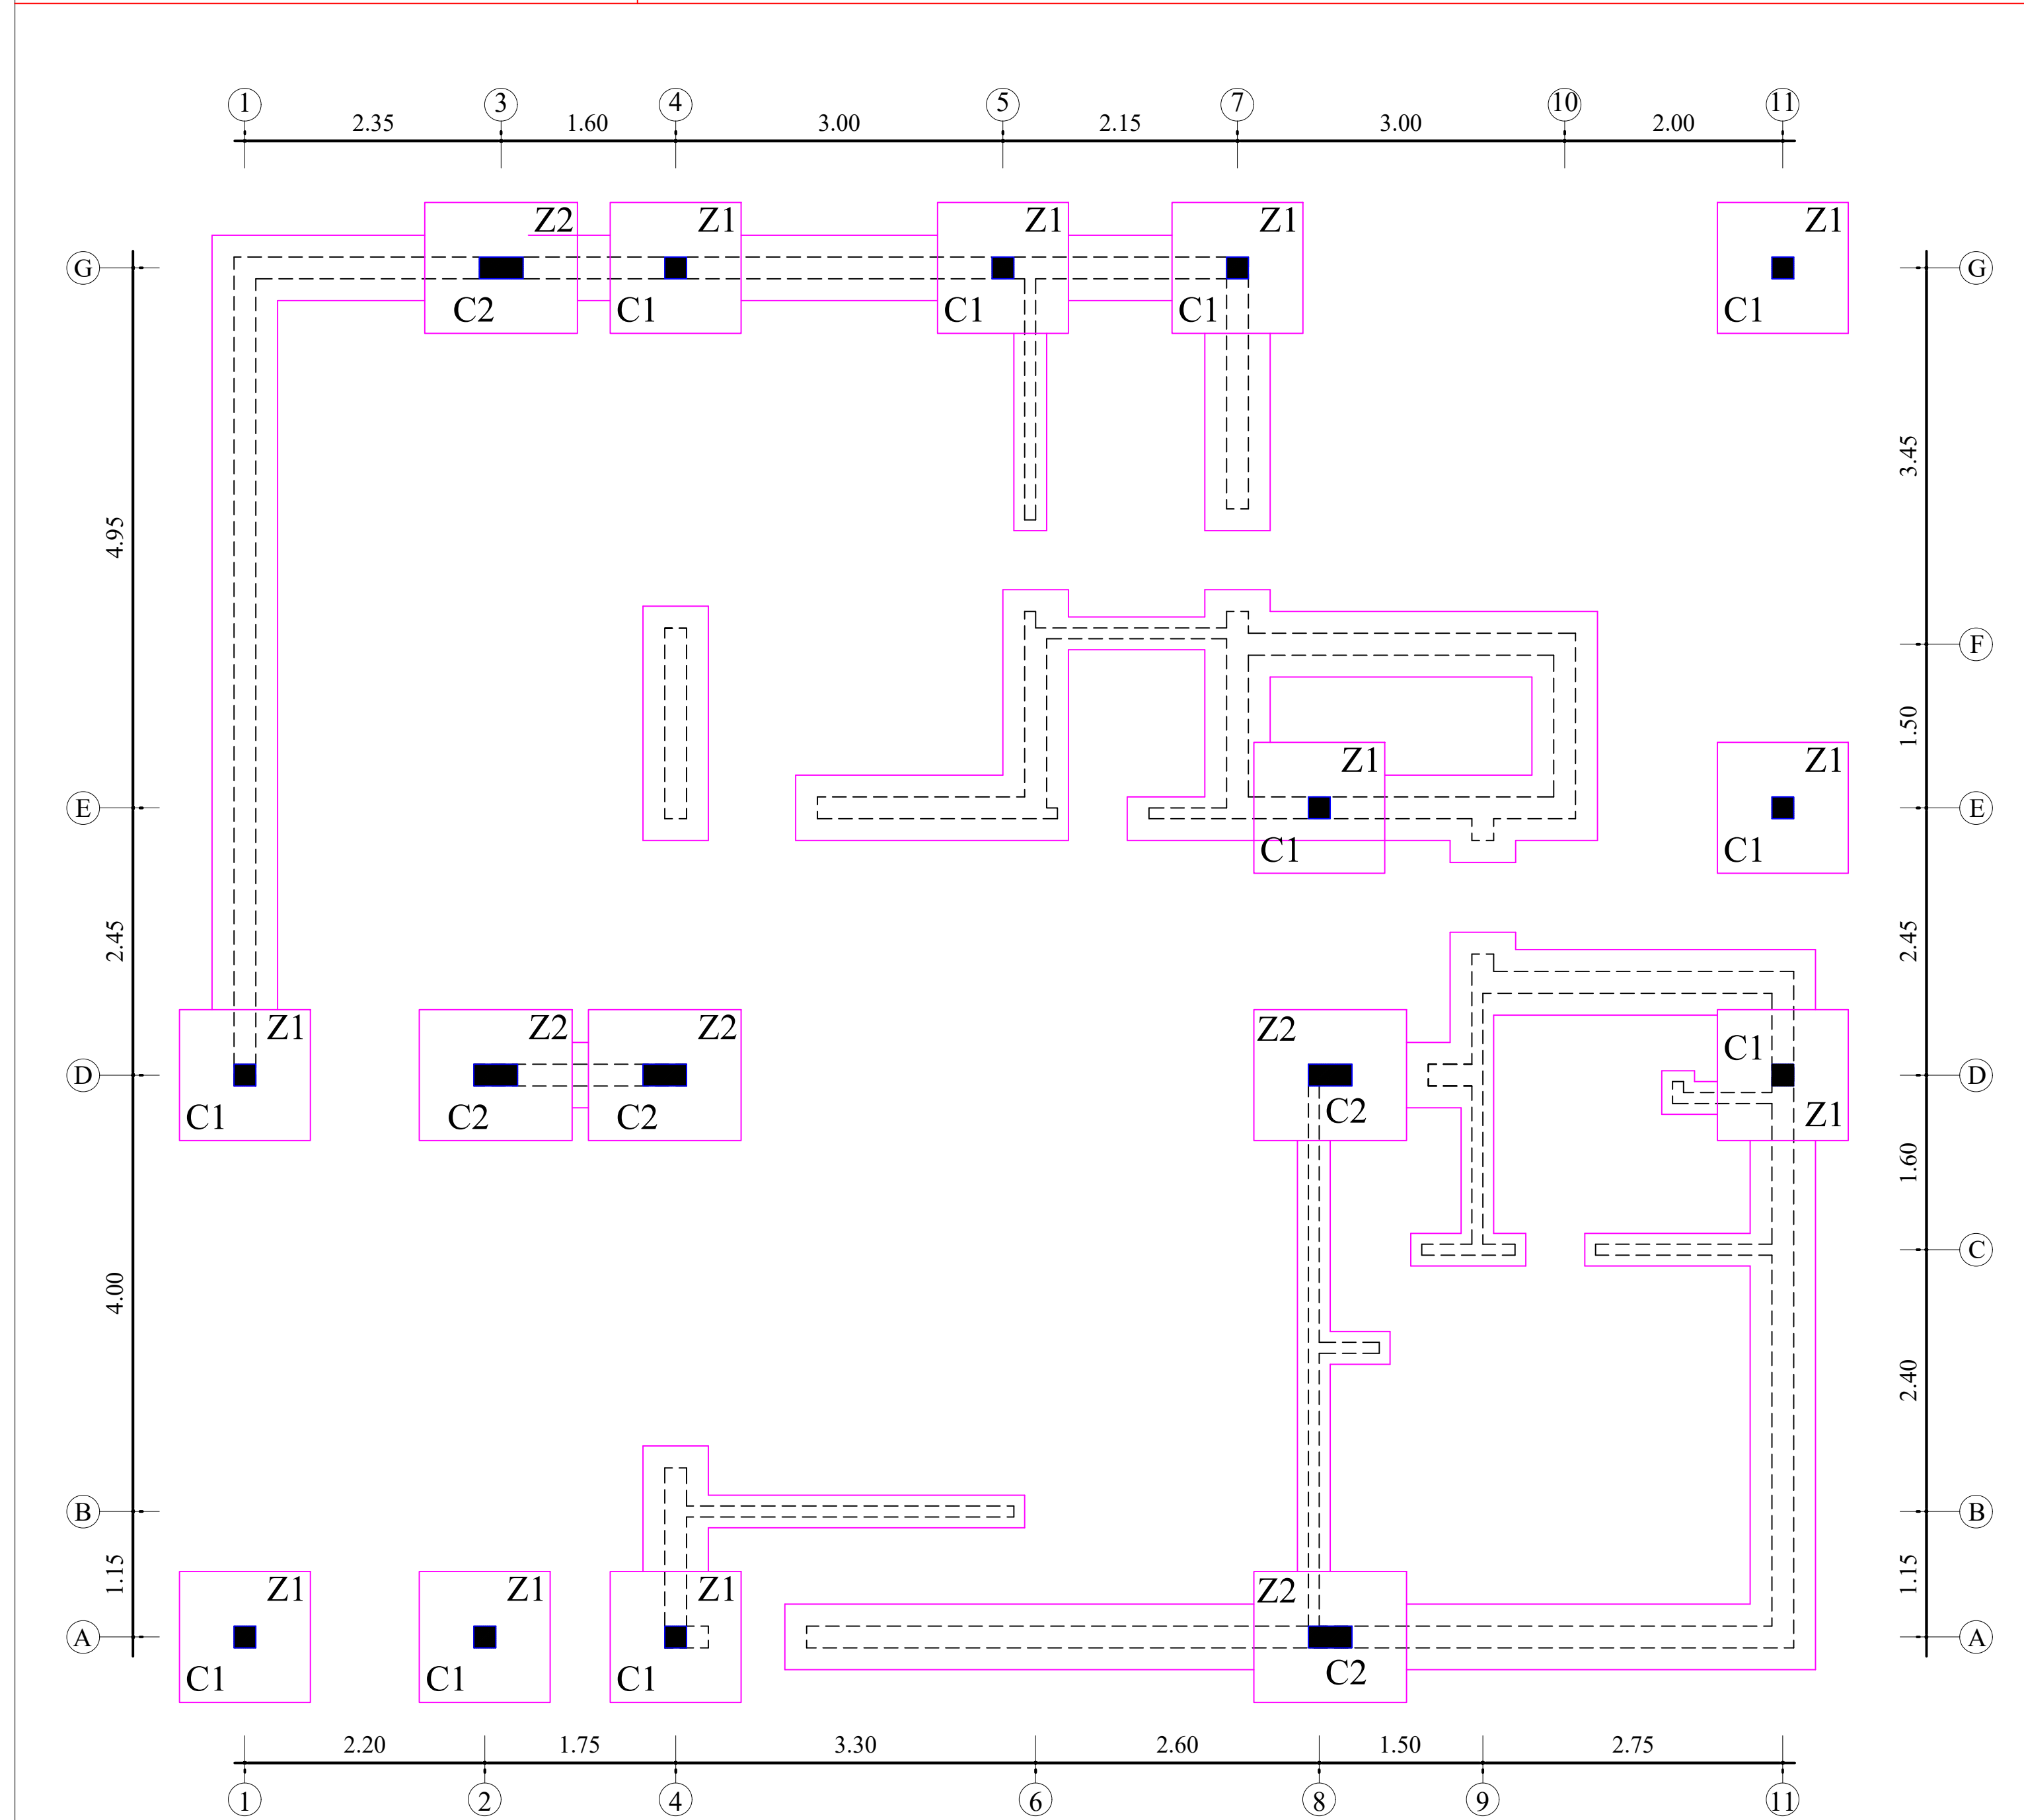 1 3 4 5 7 10 11
2.35 1.60 3.00 2.15 3.00 2.00
Z2 Z1 Z1 Z1 Z1
G G
C2 C1 C1 C1 C1
3.45
4.95
F
1.50
Z1 Z1
E E
C1 C1
2.45 2.45
Z1 Z2 Z2 Z2 C1
D D
C1 C2 C2 C2 Z1
1.60
C
4.00
2.40
B B
1.15 1.15
Z1 Z1 Z1 Z2
A A
C1 C1 C1 C2
2.20 1.75 3.30 2.60 1.50 2.75
1 2 4 6 8 9 11